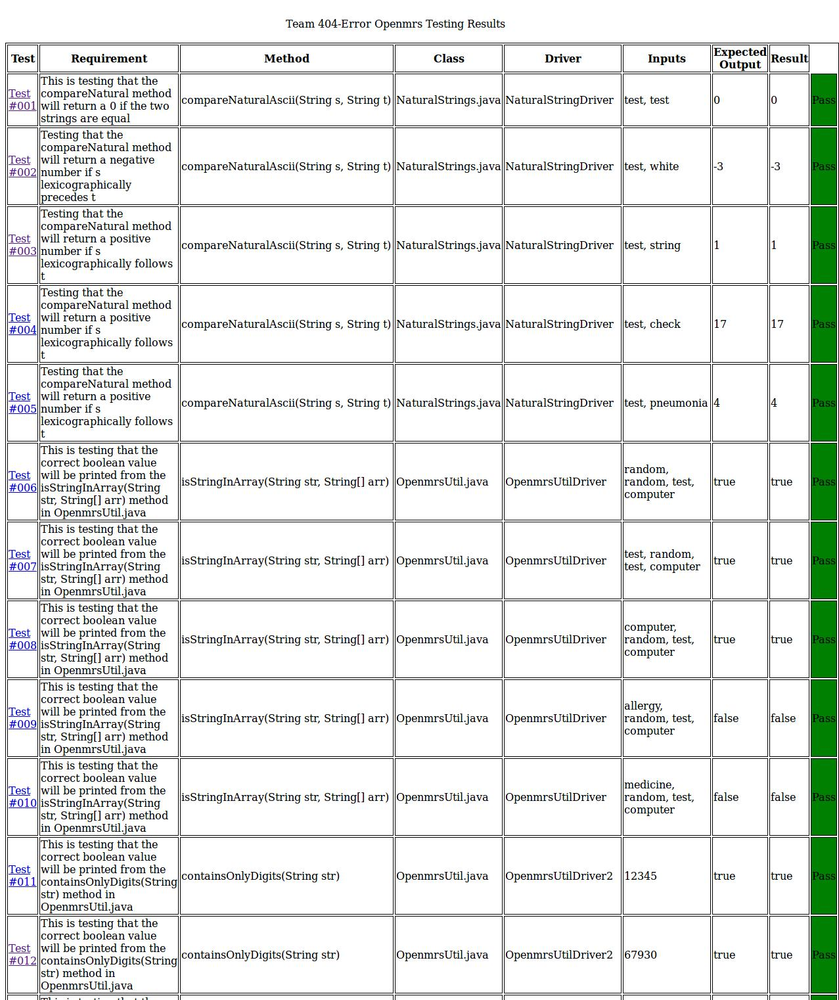 Team 404-Error Openmrs Testing Results
Test Requirement Method Class Driver Inputs Expected Output Result
Test #001
This is testing that the
compareNatural method
will return a 0 if the two
strings are equal
compareNaturalAscii(String s, String t) NaturalStrings.java NaturalStringDriver test, test 0 0 Pass
Test #002
Testing that the
compareNatural method
will return a negative
number if s
lexicographically
precedes t
compareNaturalAscii(String s, String t) NaturalStrings.java NaturalStringDriver test, white -3 -3 Pass
Test #003
Testing that the
compareNatural method
will return a positive
number if s
lexicographically follows
t
compareNaturalAscii(String s, String t) NaturalStrings.java NaturalStringDriver test, string 1 1 Pass
Test #004
Testing that the
compareNatural method
will return a positive
number if s
lexicographically follows
t
compareNaturalAscii(String s, String t) NaturalStrings.java NaturalStringDriver test, check 17 17 Pass
Test #005
Testing that the
compareNatural method
will return a positive
number if s
lexicographically follows
t
compareNaturalAscii(String s, String t) NaturalStrings.java NaturalStringDriver test, pneumonia 4 4 Pass
Test #006
This is testing that the
correct boolean value
will be printed from the
isStringInArray(String
str, String[] arr) method
in OpenmrsUtil.java
isStringInArray(String str, String[] arr) OpenmrsUtil.java OpenmrsUtilDriver random, random, test, computer true true Pass
Test #007
This is testing that the
correct boolean value
will be printed from the
isStringInArray(String
str, String[] arr) method
in OpenmrsUtil.java
isStringInArray(String str, String[] arr) OpenmrsUtil.java OpenmrsUtilDriver test, random, test, computer true true Pass
Test #008
This is testing that the
correct boolean value
will be printed from the
isStringInArray(String
str, String[] arr) method
in OpenmrsUtil.java
isStringInArray(String str, String[] arr) OpenmrsUtil.java OpenmrsUtilDriver computer, random, test, computer true true Pass
Test #009
This is testing that the
correct boolean value
will be printed from the
isStringInArray(String
str, String[] arr) method
in OpenmrsUtil.java
isStringInArray(String str, String[] arr) OpenmrsUtil.java OpenmrsUtilDriver allergy, random, test, computer false false Pass
Test #010
This is testing that the
correct boolean value
will be printed from the
isStringInArray(String
str, String[] arr) method
in OpenmrsUtil.java
isStringInArray(String str, String[] arr) OpenmrsUtil.java OpenmrsUtilDriver medicine, random, test, computer false false Pass
Test #011
This is testing that the
correct boolean value
will be printed from the
containsOnlyDigits(String
str) method in
OpenmrsUtil.java
containsOnlyDigits(String str) OpenmrsUtil.java OpenmrsUtilDriver2 12345 true true Pass
Test #012
This is testing that the
correct boolean value
will be printed from the
containsOnlyDigits(String
str) method in
OpenmrsUtil.java
containsOnlyDigits(String str) OpenmrsUtil.java OpenmrsUtilDriver2 67930 true true Pass